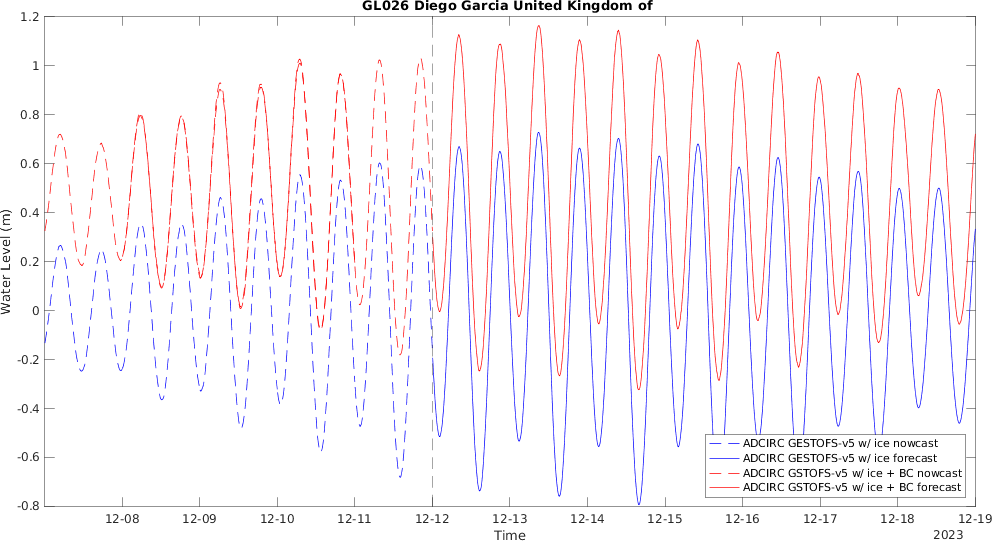 GL026 Diego Garcia United Kingdom of
Water Level (m)
1.2
1
0.8
0.6
0.4
0.2
0
-0.2
-0.4
-0.6
-0.8
ADCIRC GESTOFS-v5 w/ ice nowcast
ADCIRC GESTOFS-v5 w/ ice forecast
ADCIRC GSTOFS-v5 w/ ice + BC nowcast
ADCIRC GSTOFS-v5 w/ ice + BC forecast
12-08 12-09 12-10 12-11 12-12 12-13 12-14 12-15 12-16 12-17 12-18 12-19
Time
2023